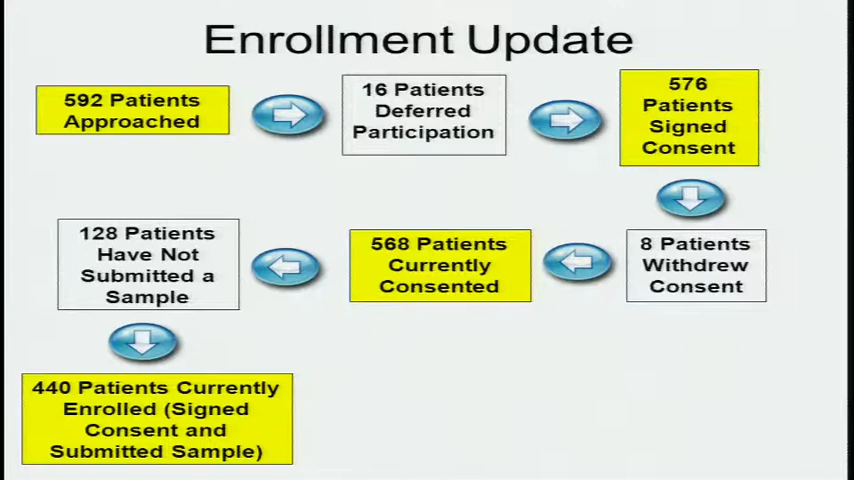 Enrollment Update
592 Patients
Approached
16 Patients
Deferred
Participation
576
Patients
Signed
Consent
8 Patients
Withdrew
Consent
568 Patients
Currently
Consented
128 Patients
Have Not
Submitted a
Sample
440 Patients Currently
Enrolled (Signed
Consent and
Submitted Sample)